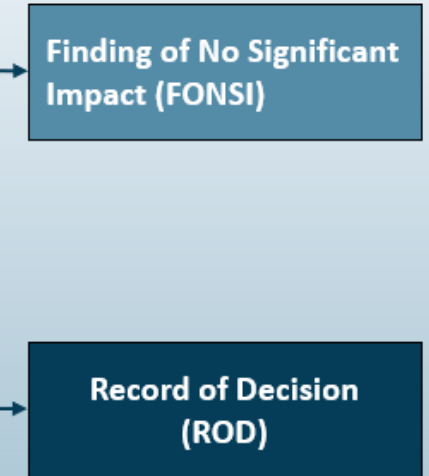 Finding of No Significant
Impact (FONSI)
Record of Decision
(ROD)